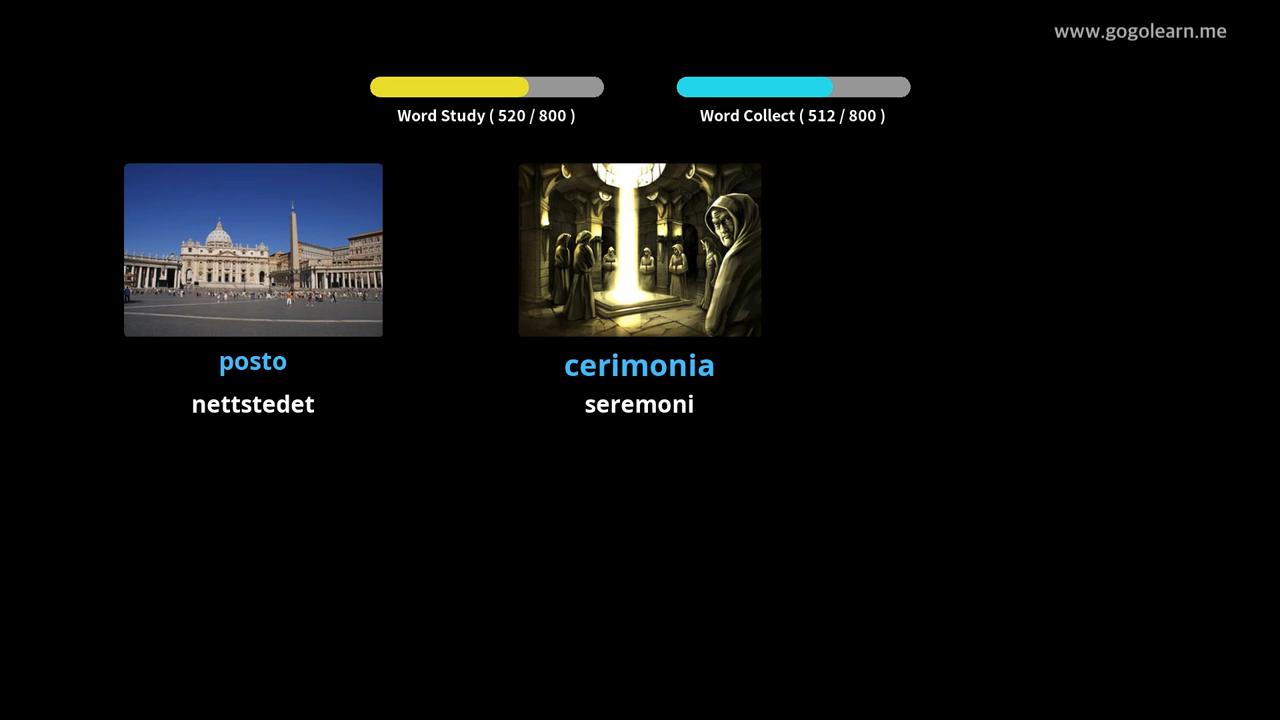 www.gogolearn.me
Word Study ( 520 / 800 )
Word Collect ( 512 / 800 )
posto
cerimonia
nettstedet
seremoni